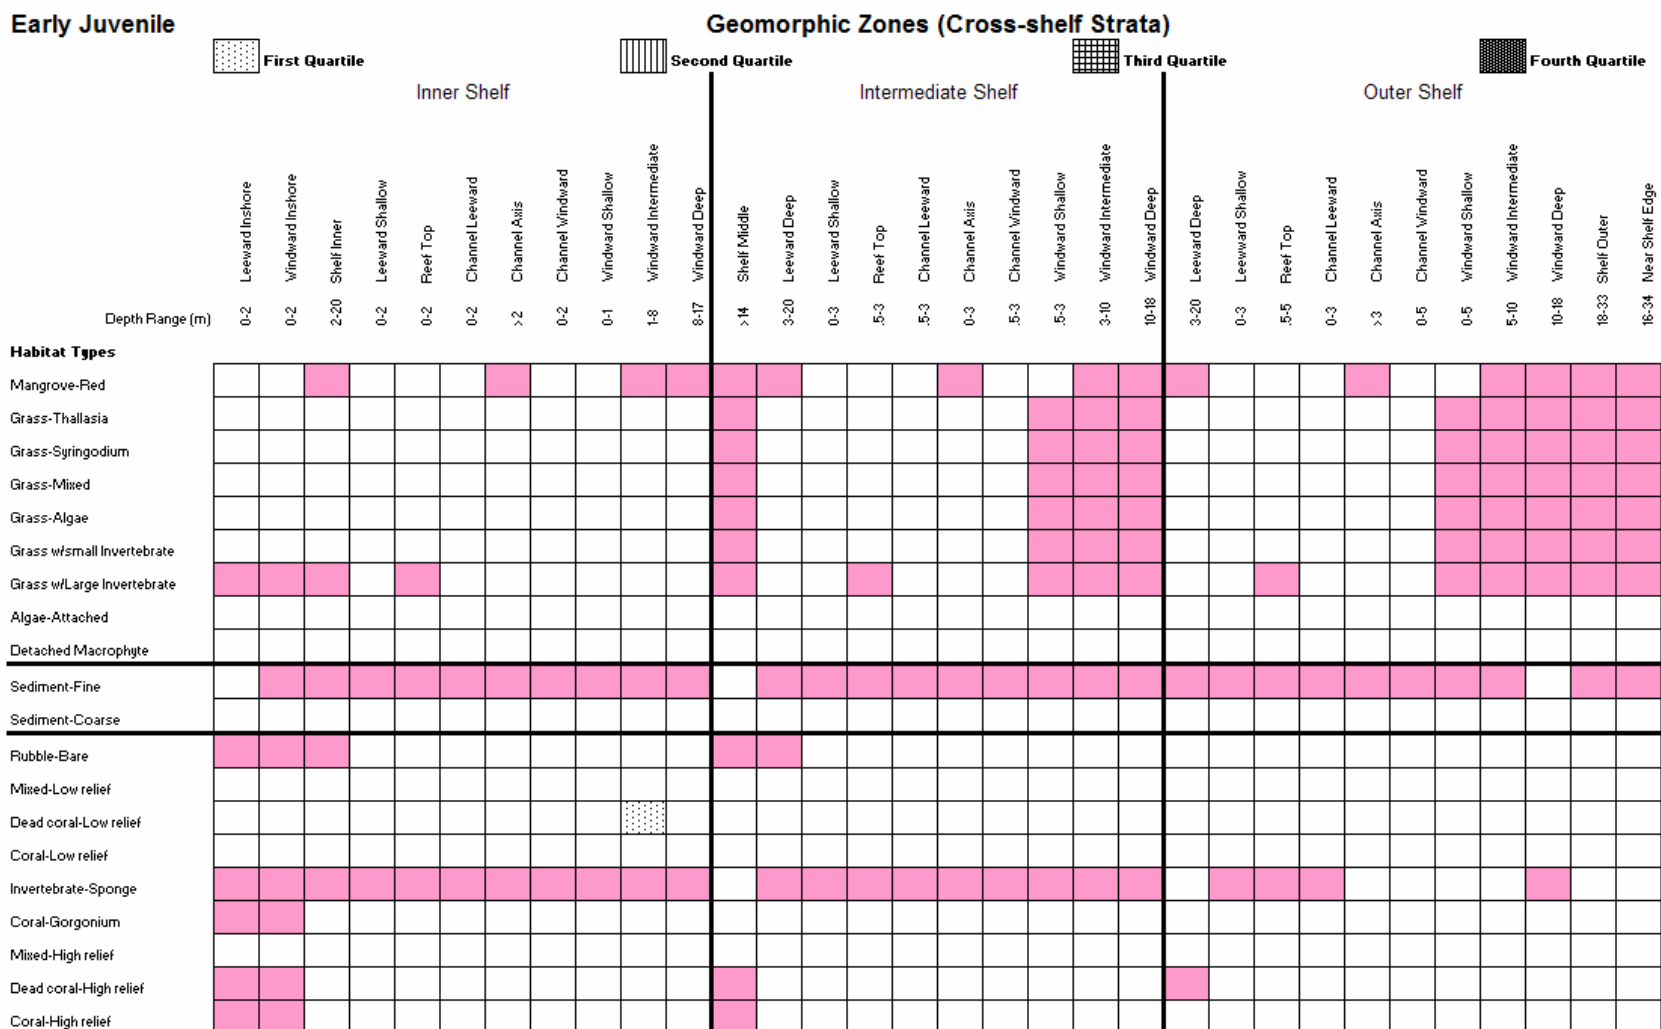 Early Juvenile
Geomorphic Zones (Cross-shelf Strata)
First Quartile
Second Quartile
Third Quartile
Fourth Quartile
Inner Shelf
Intermediate Shelf
Outer Shelf
Leeward Inshore
Windward Inshore
Shelf Inner
Leeward Shallow
Reef Top
Channel Leeward
Channel Axis
Channel Windward
Windward Shallow
Windward Intermediate
Windward Deep
Shelf Middle
Leeward Deep
Leeward Shallow
Reef Top
Channel Leeward
Channel Axis
Channel Windward
Windward Shallow
Windward Intermediate
Windward Deep
Leeward Deep
Leeward Shallow
Reef Top
Channel Leeward
Channel Axis
Channel Windward
Windward Shallow
Windward Intermediate
Windward Deep
Shelf Outer
Near Shelf Edge
Depth Range (m) 0-2 0-2 2-20 0-2 0-2 0-2 >2 0-2 0-1 1-8 8-17 >14 3-20 0-3 .5-3 .5-3 0-3 .5-3 .5-3 3-10 10-18 3-20 0-3 .5-5 0-3 >3 0-5 0-5 5-10 10-18 18-33 16-34
Habitat Types
Mangrove-Red
Grass-Thallasia
Grass-Syringodium
Grass-Mixed
Grass-Algae
Grass w/small Invertebrate
Grass w/Large Invertebrate
Algae-Attached
Detached Macrophyte
Sediment-Fine
Sediment-Coarse
Rubble-Bare
Mixed-Low relief
Dead coral-Low relief
Coral-Low relief
Invertebrate-Sponge
Coral-Gorgonium
Mixed-High relief
Dead coral-High relief
Coral-High relief